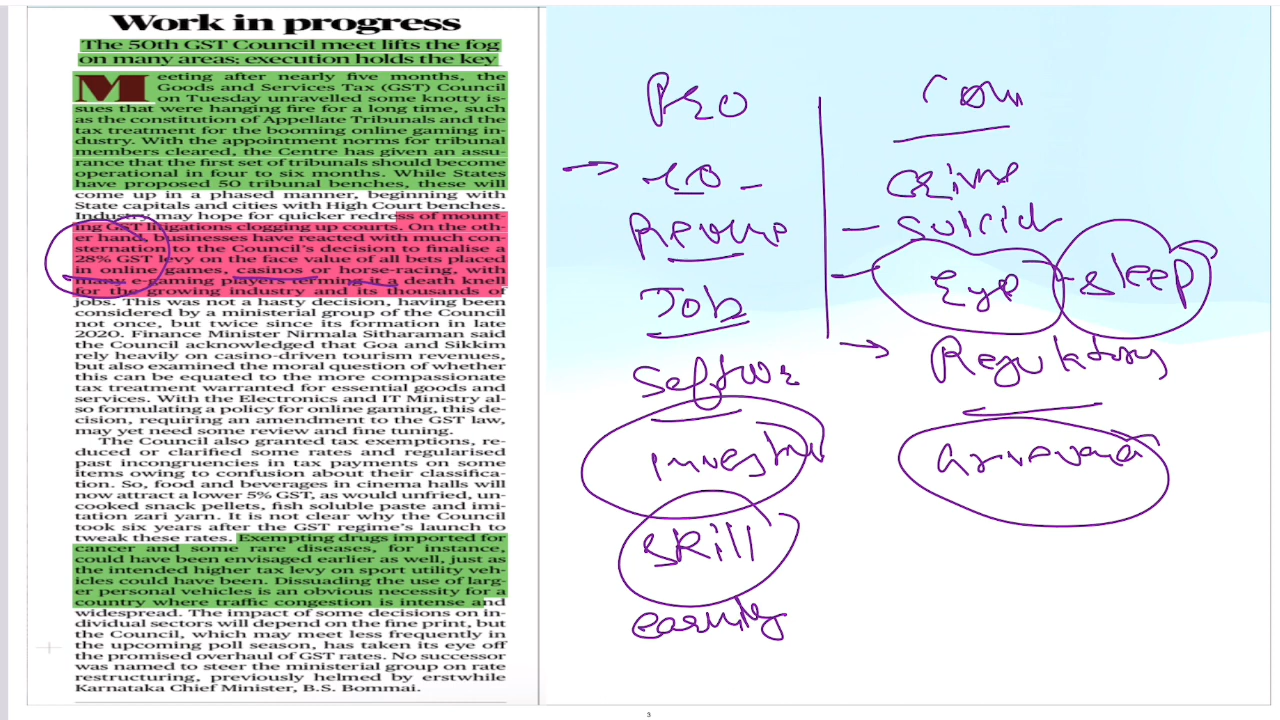 Work in progress
The 50th GST Council meet lifts the fog
on many areas; execution holds the key
Meeting after nearly five months, the
Goods and Services Tax (GST) Council
on Tuesday unravelled some knotty is-
sues that were hanging fire for a long time, such
as the constitution of Appellate Tribunals and the
tax treatment for the booming online gaming in-
dustry. With the appointment norms for tribunal
members cleared, the Centre has given an assu-
rance that the first set of tribunals should become
operational in four to six months. While States
have proposed 50 tribunal benches, these will
come up in a phased manner, beginning with
State capitals and cities with High Court benches.
Industry may hope for quicker redress of mount-
ing GST litigations clogging up courts. On the oth-
er hand, businesses have reacted with much con-
sternation to the Council's decision to finalise a
28% GST levy on the face value of all bets placed
in online games, casinos or horse-racing, with
many e-gaming players terming it a death knell
for the growing industry and its thousands of
jobs. This was not a hasty decision, having been
considered by a ministerial group of the Council
not once, but twice since its formation in late
2020. Finance Minister Nirmala Sitharaman said
the Council acknowledged that Goa and Sikkim
rely heavily on casino-driven tourism revenues,
but also examined the moral question of whether
this can be equated to the more compassionate
tax treatment warranted for essential goods and
services. With the Electronics and IT Ministry al-
so formulating a policy for online gaming, this de-
cision, requiring an amendment to the GST law,
may yet need some review and fine tuning.
The Council also granted tax exemptions, re-
duced or clarified some rates and regularised
past incongruencies in tax payments on some
items owing to confusion about their classifica-
tion. So, food and beverages in cinema halls will
now attract a lower 5% GST, as would unfried, un-
cooked snack pellets, fish soluble paste and imi-
tation zari yarn. It is not clear why the Council
took six years after the GST regime's launch to
tweak these rates. Exempting drugs imported for
cancer and some rare diseases, for instance,
could have been envisaged earlier as well, just as
the intended higher tax levy on sport utility veh-
icles could have been. Dissuading the use of larg-
er personal vehicles is an obvious necessity for a
country where traffic congestion is intense and
widespread. The impact of some decisions on in-
dividual sectors will depend on the fine print, but
the Council, which may meet less frequently in
the upcoming poll season, has taken its eye off
the promised overhaul of GST rates. No successor
was named to steer the ministerial group on rate
restructuring, previously helmed by erstwhile
Karnataka Chief Minister, B.S. Bommai.
Pro
Job
skill
earning
Crime
Suicid
Eye - sleep
Regulatory
3